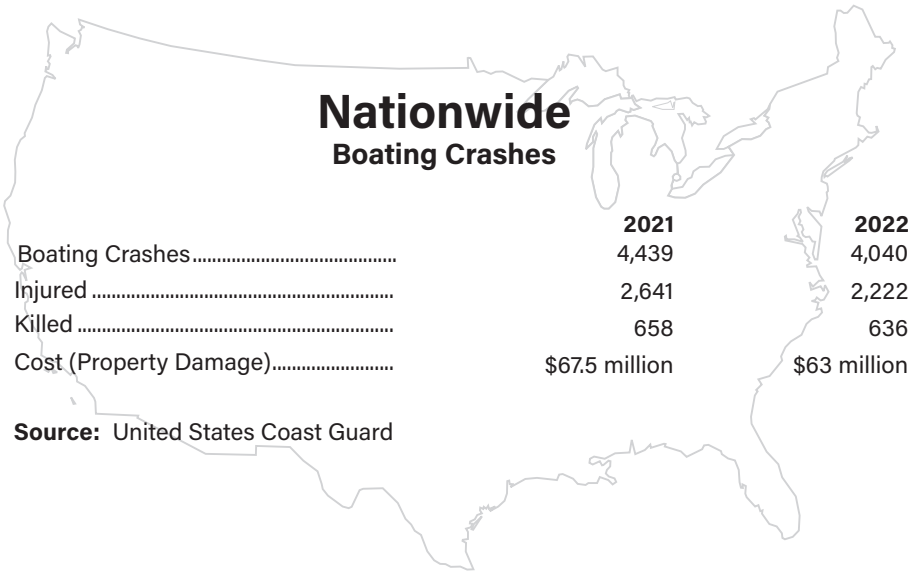 Nationwide
Boating Crashes
2021 2022
Boating Crashes.......................................... 4,439 4,040
Injured .............................................................. 2,641 2,222
Killed ................................................................. 658 636
Cost (Property Damage)......................... $67.5 million $63 million
Source: United States Coast Guard